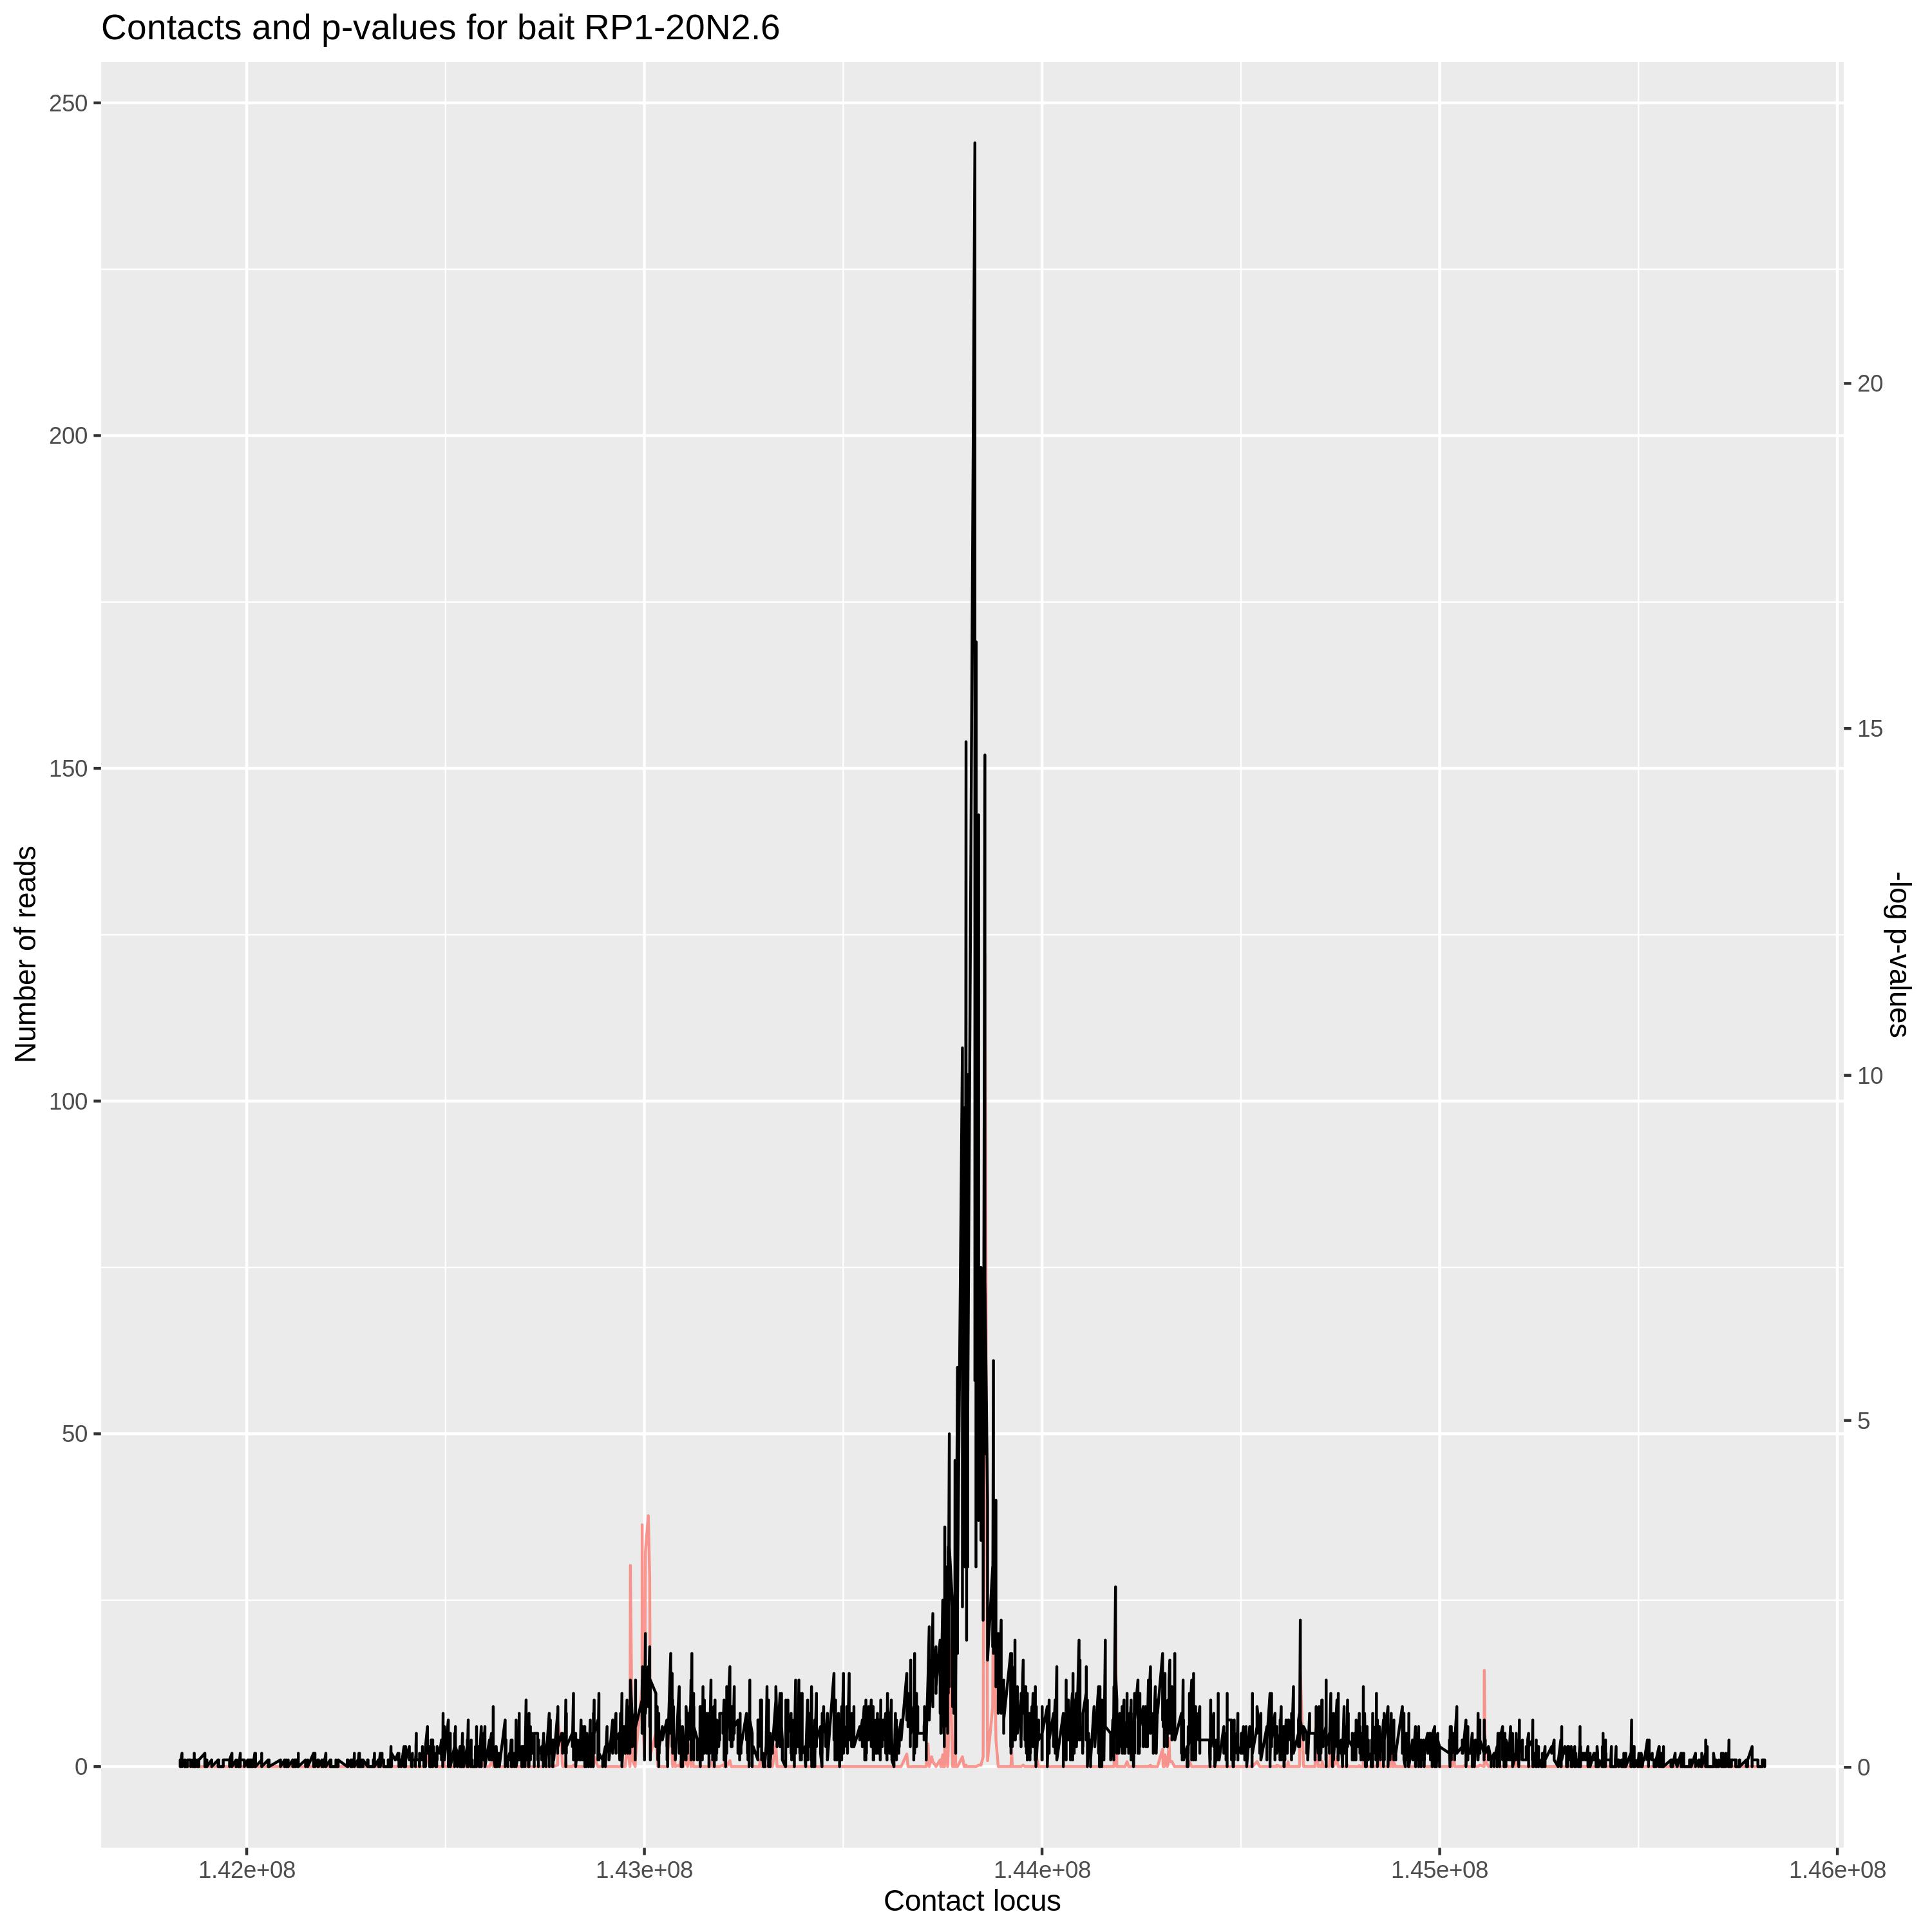 Contacts and p-values for bait RP1-20N2.6
250
200
150
100
50
0
Number of reads
20
15
10
5
0
-log p-values
1.42e+08
1.43e+08
1.44e+08
1.45e+08
1.46e+08
Contact locus